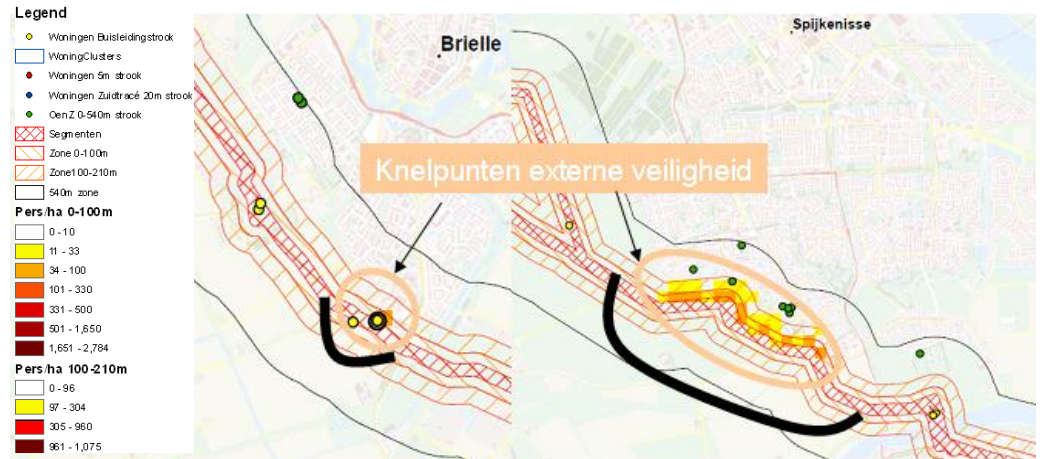 Legend
Woningen Buisleidingstrook
WoningClusters
Woningen 5m strook
Woningen Zuidtracé 20m strook
OenZ 0-540m strook
Segmenten
Zone 0-100m
Zone100-210m
540m zone
Pers/ha 0-100m
0 - 10
11 - 33
34 - 100
101 - 330
331 - 500
501 - 1,650
1,651 - 2,784
Pers/ha 100-210m
0 - 96
97 - 304
305 - 960
961 - 1,075
Brielle
Spijkenisse
Knelpunten externe veiligheid